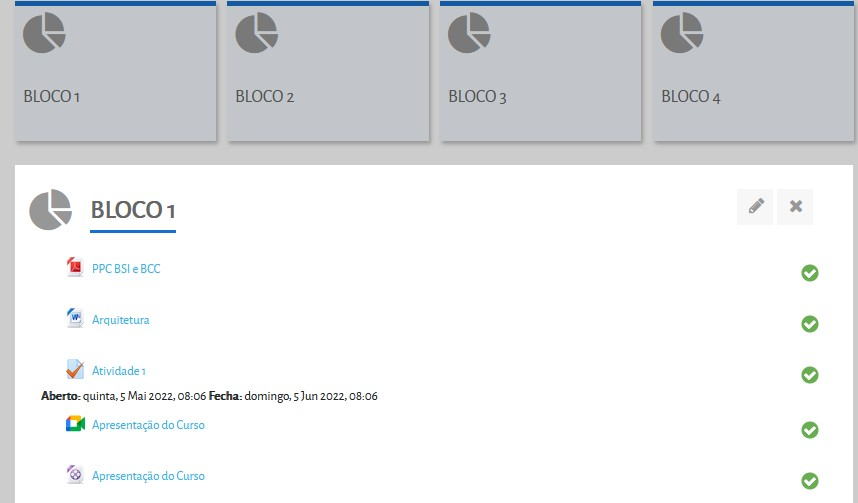 BLOCO 1
BLOCO 2
BLOCO 3
BLOCO 4
BLOCO 1
PPC BSI e BCC
Arquitetura
Atividade 1
Aberto: quinta, 5 Mai 2022, 08:06 Fecha: domingo, 5 Jun 2022, 08:06
Apresentação do Curso
Apresentação do Curso